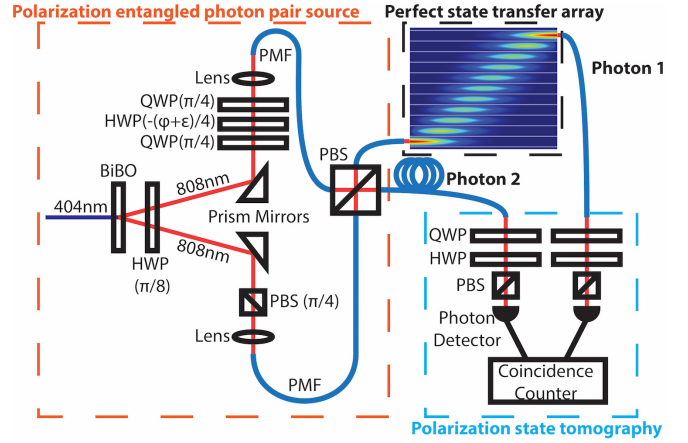 Polarization entangled photon pair source
Perfect state transfer array
PMF
Lens
Photon 1
QWP(π/4)
HWP(-(φ+ε)/4)
QWP(π/4)
PBS
BiBO
808nm
Photon 2
404nm
Prism Mirrors
808nm
HWP
(π/8)
QWP
HWP
PBS (π/4)
PBS
Lens
Photon
Detector
PMF
Coincidence
Counter
Polarization state tomography